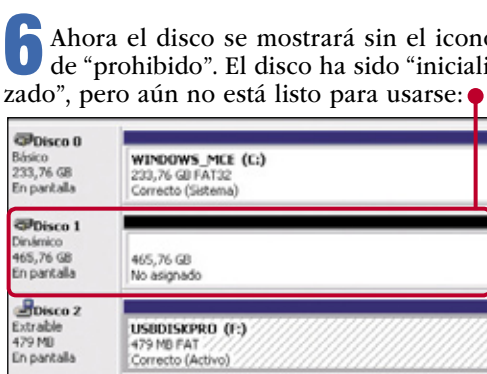 6 Ahora el disco se mostrará sin el icono
de “prohibido”. El disco ha sido “iniciali
zado”, pero aún no está listo para usarse:
Disco 0
Básico
233,76 GB
En pantalla
WINDOWS_MCE (C:)
233,76 GB FAT32
Correcto (Sistema)
Disco 1
Dinámico
465,76 GB
En pantalla
465,76 GB
No asignado
Disco 2
Extraíble
479 MB
En pantalla
USBDISKPRO (F:)
479 MB FAT
Correcto (Activo)